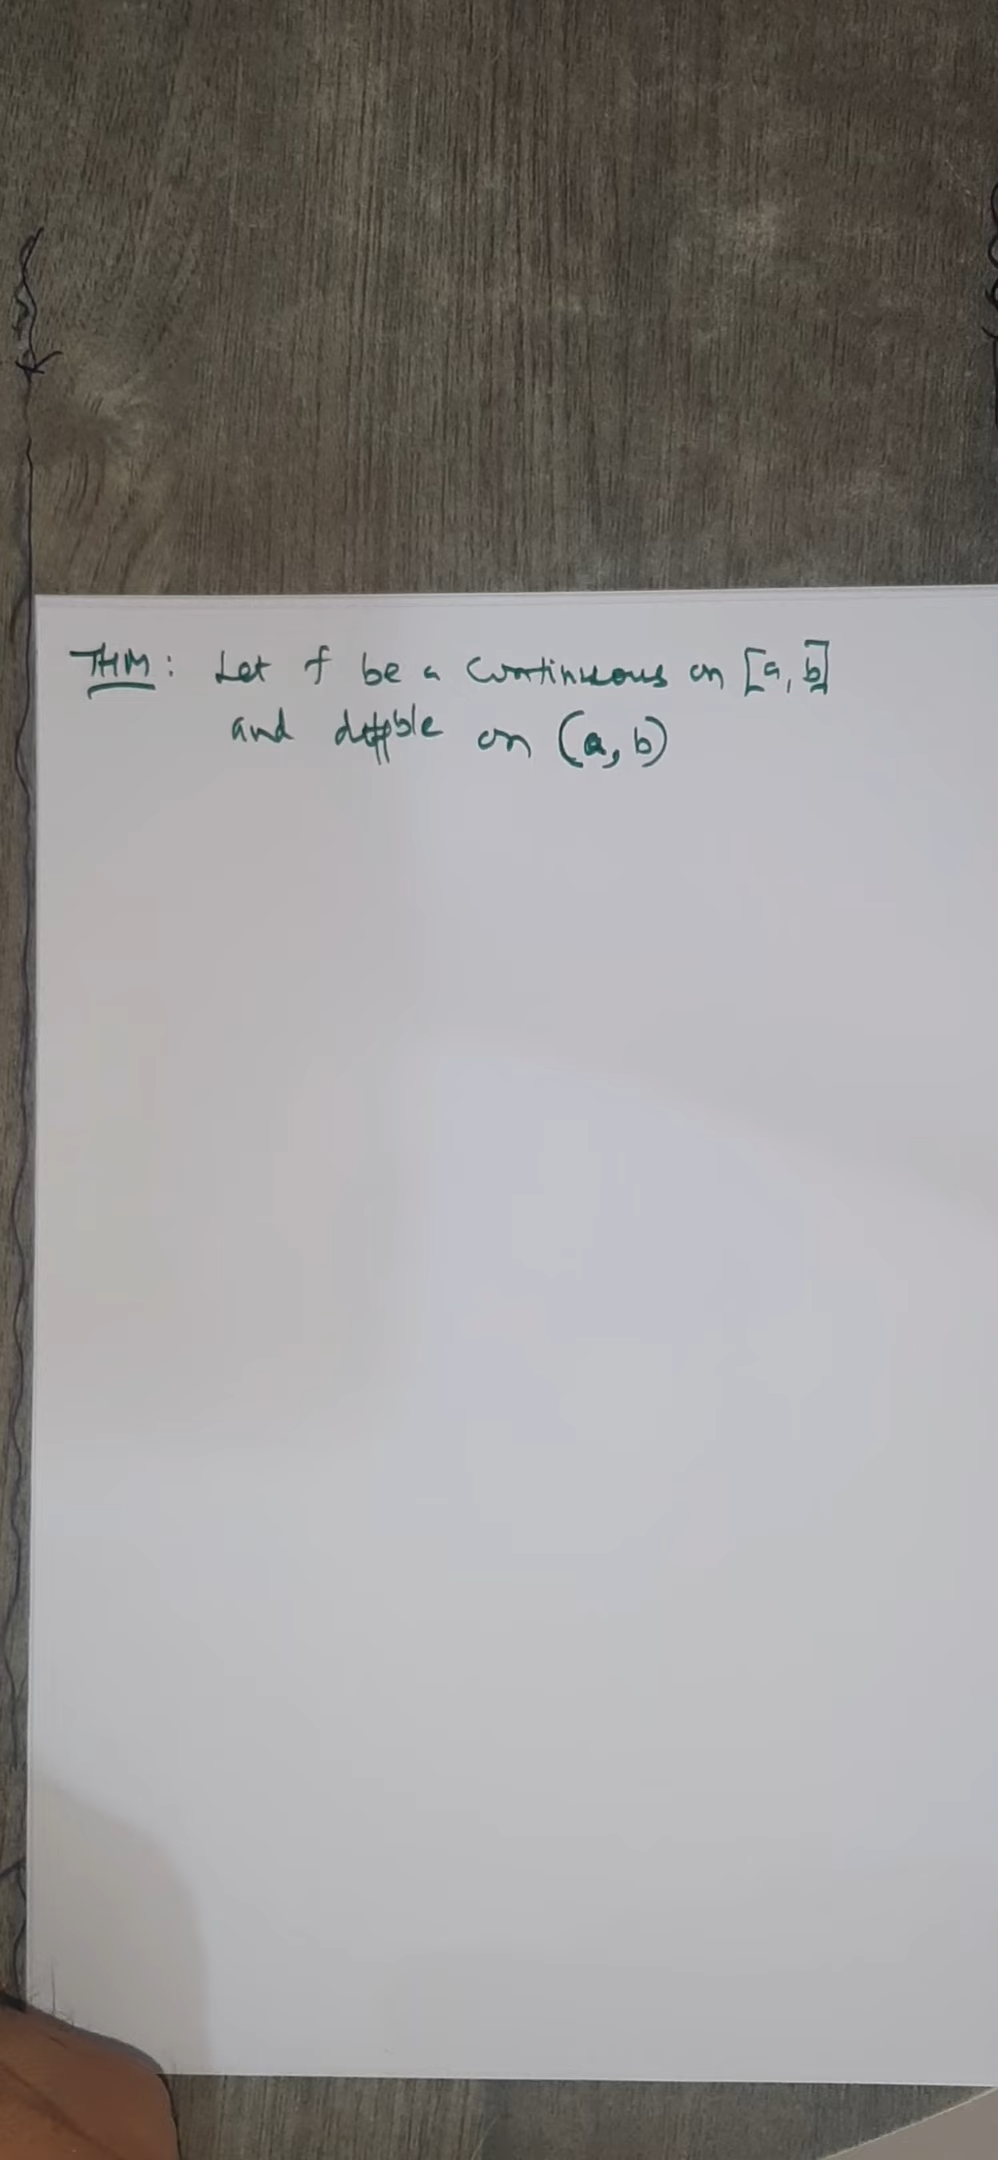 THM: Let f be a continuous on [a, b]
and diffble on (a, b)